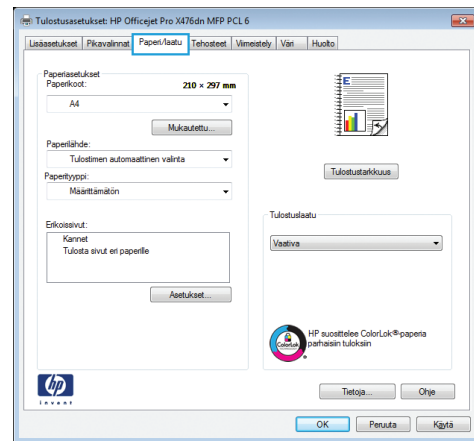 Tulostusasetukset: HP Officejet Pro X476dn MFP PCL 6
Lisäasetukset Pikavalinnat Paperi/laatu Tehosteet Viimeistely Väri Huolto
Paperiasetukset
Paperikoot: 210 × 297 mm
A4
Mukautettu...
Paperilähde:
Tulostimen automaattinen valinta
Paperityyppi:
Määrittämätön
Erikoissivut:
Kannet
Tulosta sivut eri paperille
Asetukset...
E
Tulostustarkkuus
Tulostuslaatu
Vaativa
ColorLok
HP suosittelee ColorLok®-paperia
parhaisiin tuloksiin
hp
invent
Tietoja... Ohje
OK Peruuta Käytä